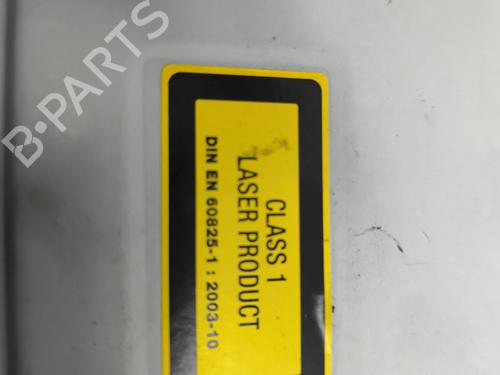 CLASS 1
LASER PRODUCT
DIN EN 60825-1 : 2003-10
B-PARTS